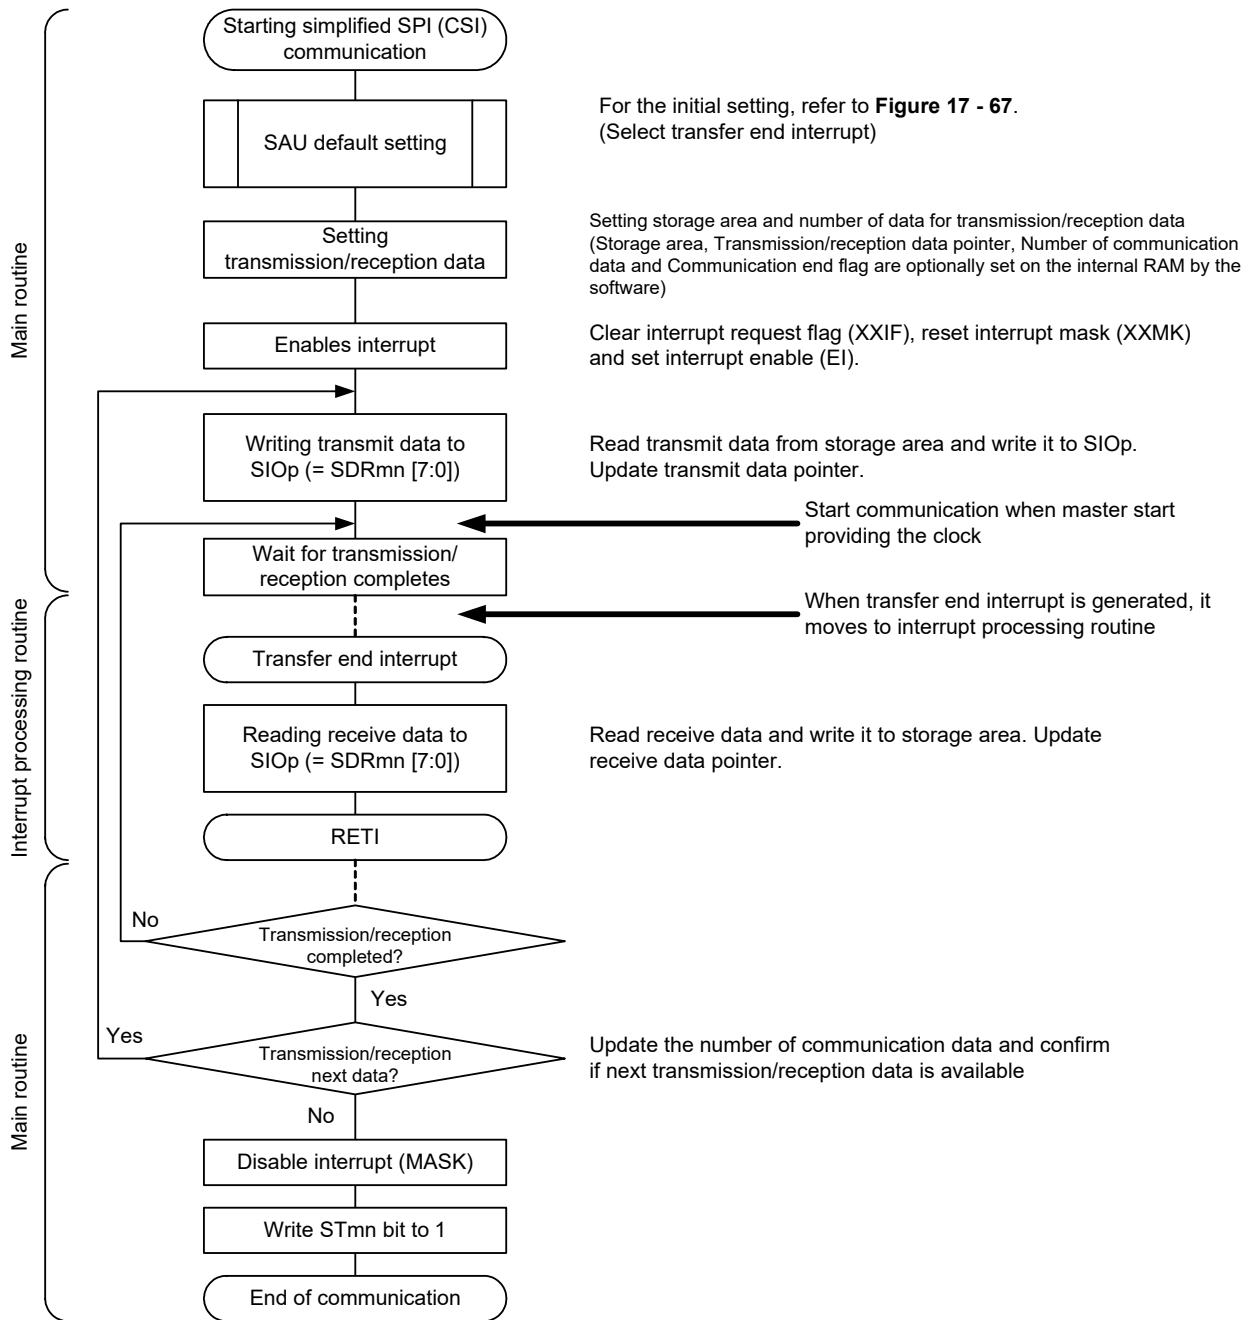 Starting simplified SPI (CSI)
communication
For the initial setting, refer to Figure 17 - 67.
(Select transfer end interrupt)
SAU default setting
Setting storage area and number of data for transmission/reception data
(Storage area, Transmission/reception data pointer, Number of communication
data and Communication end flag are optionally set on the internal RAM by the
software)
Setting
transmission/reception data
Main routine
Enables interrupt
Clear interrupt request flag (XXIF), reset interrupt mask (XXMK)
and set interrupt enable (EI).
Writing transmit data to
SIOp (= SDRmn [7:0])
Read transmit data from storage area and write it to SIOp.
Update transmit data pointer.
Start communication when master start
providing the clock
Wait for transmission/
reception completes
When transfer end interrupt is generated, it
moves to interrupt processing routine
Transfer end interrupt
Interrupt processing routine
Reading receive data to
SIOp (= SDRmn [7:0])
Read receive data and write it to storage area. Update
receive data pointer.
RETI
No
Transmission/reception
completed?
Yes
Yes
Transmission/reception
next data?
Update the number of communication data and confirm
if next transmission/reception data is available
Main routine
No
Disable interrupt (MASK)
Write STmn bit to 1
End of communication